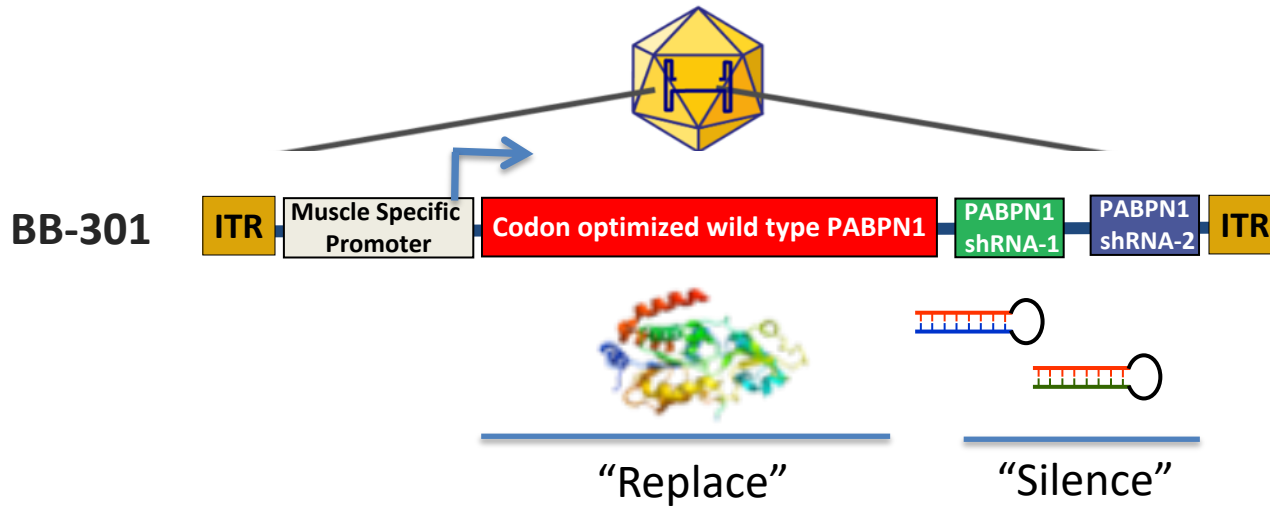 BB-301
ITR
Muscle Specific
Promoter
Codon optimized wild type PABPN1
PABPN1
shRNA-1
PABPN1
shRNA-2
ITR
“Replace”
“Silence”